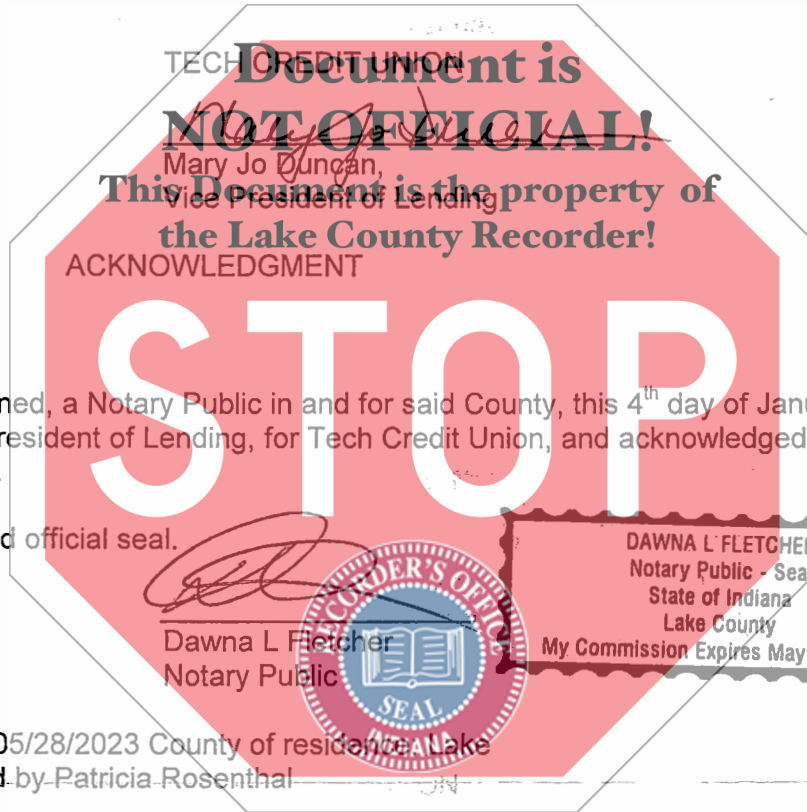 TECH CREDIT UNION
Document is
NOT OFFICIAL!
Mary Jo Duncan,
Vice President of Lending
This Document is the property of
the Lake County Recorder!
ACKNOWLEDGMENT
STOP
ned, a Notary Public in and for said County, this 4th day of Janu
resident of Lending, for Tech Credit Union, and acknowledged
d official seal.
DAWNA L FLETCHER
Notary Public - Sea
State of Indiana
Lake County
My Commission Expires May
RECORDER'S OFFICE
SEAL
INDIANA
Dawna L Fletcher
Notary Public
05/28/2023 County of residence: Lake
d by Patricia Rosenthal